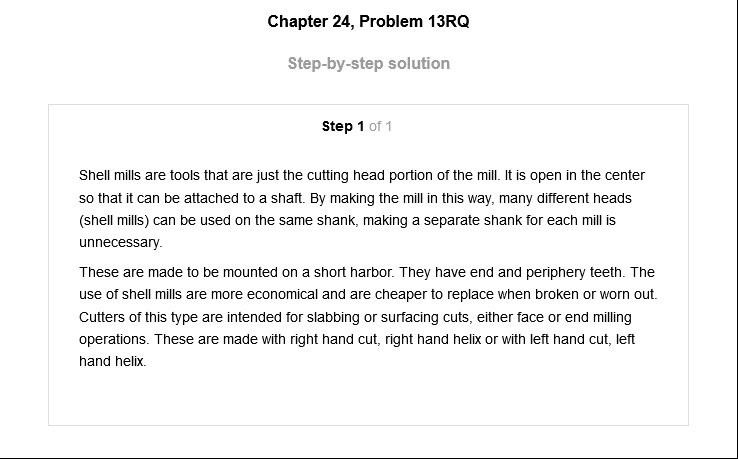 Chapter 24, Problem 13RQ
Step-by-step solution
Step 1 of 1
Shell mills are tools that are just the cutting head portion of the mill. It is open in the center
so that it can be attached to a shaft. By making the mill in this way, many different heads
(shell mills) can be used on the same shank, making a separate shank for each mill is
unnecessary.
These are made to be mounted on a short harbor. They have end and periphery teeth. The
use of shell mills are more economical and are cheaper to replace when broken or worn out.
Cutters of this type are intended for slabbing or surfacing cuts, either face or end milling
operations. These are made with right hand cut, right hand helix or with left hand cut, left
hand helix.